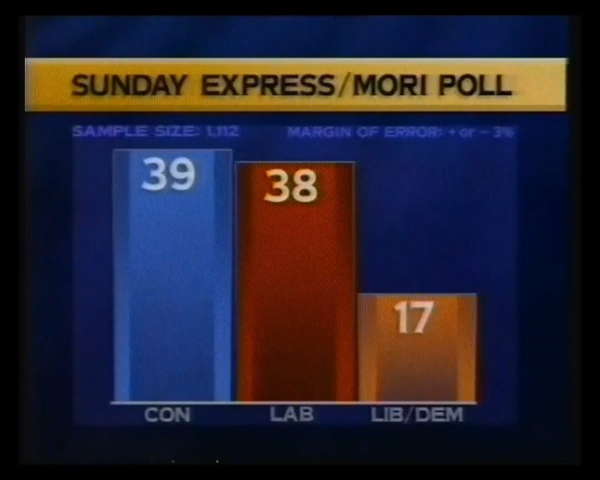 SUNDAY EXPRESS/MORI POLL
SAMPLE SIZE: 1,112 MARGIN OF ERROR: + or - 3%
39 38 17
CON LAB LIB/DEM